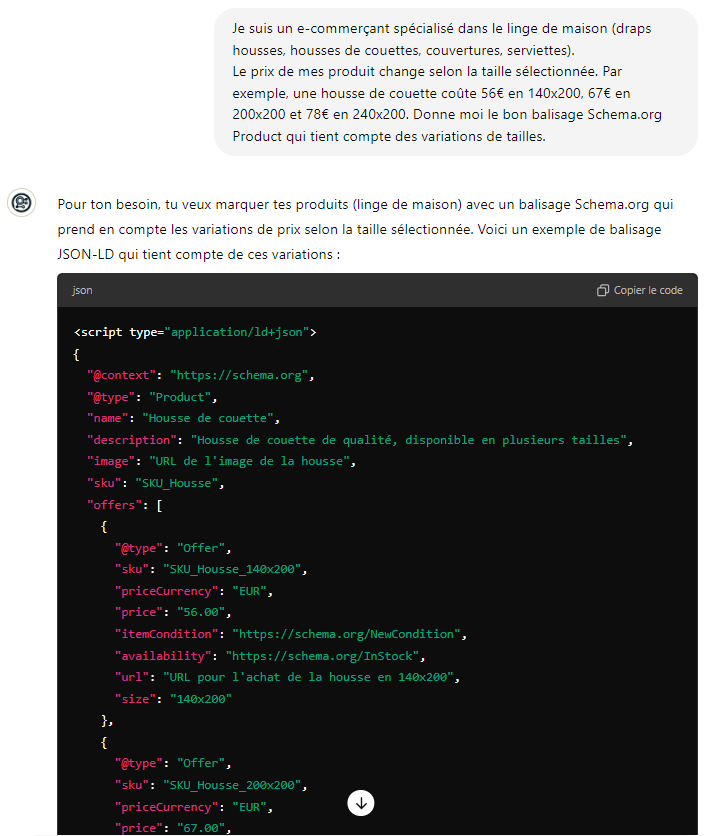 Je suis un e-commerçant spécialisé dans le linge de maison (draps
housses, housses de couettes, couvertures, serviettes).
Le prix de mes produit change selon la taille sélectionnée. Par
exemple, une housse de couette coûte 56€ en 140x200, 67€ en
200x200 et 78€ en 240x200. Donne moi le bon balisage Schema.org
Product qui tient compte des variations de tailles.
Pour ton besoin, tu veux marquer tes produits (linge de maison) avec un balisage Schema.org qui
prend en compte les variations de prix selon la taille sélectionnée. Voici un exemple de balisage
JSON-LD qui tient compte de ces variations :
json
Copier le code
<script type="application/ld+json">
{
  "@context": "https://schema.org",
  "@type": "Product",
  "name": "Housse de couette",
  "description": "Housse de couette de qualité, disponible en plusieurs tailles",
  "image": "URL de l'image de la housse",
  "sku": "SKU_Housse",
  "offers": [
    {
      "@type": "Offer",
      "sku": "SKU_Housse_140x200",
      "priceCurrency": "EUR",
      "price": "56.00",
      "itemCondition": "https://schema.org/NewCondition",
      "availability": "https://schema.org/InStock",
      "url": "URL pour l'achat de la housse en 140x200",
      "size": "140x200"
    },
    {
      "@type": "Offer",
      "sku": "SKU_Housse_200x200",
      "priceCurrency": "EUR",
      "price": "67.00",